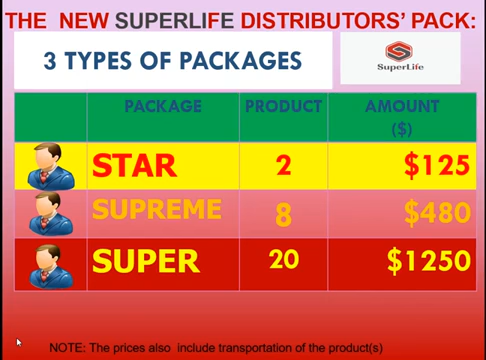 THE NEW SUPERLIFE DISTRIBUTORS' PACK:
3 TYPES OF PACKAGES
SuperLife
PACKAGE PRODUCT AMOUNT
($)
STAR 2 $125
SUPREME 8 $480
SUPER 20 $1250
NOTE: The prices also include transportation of the product(s)